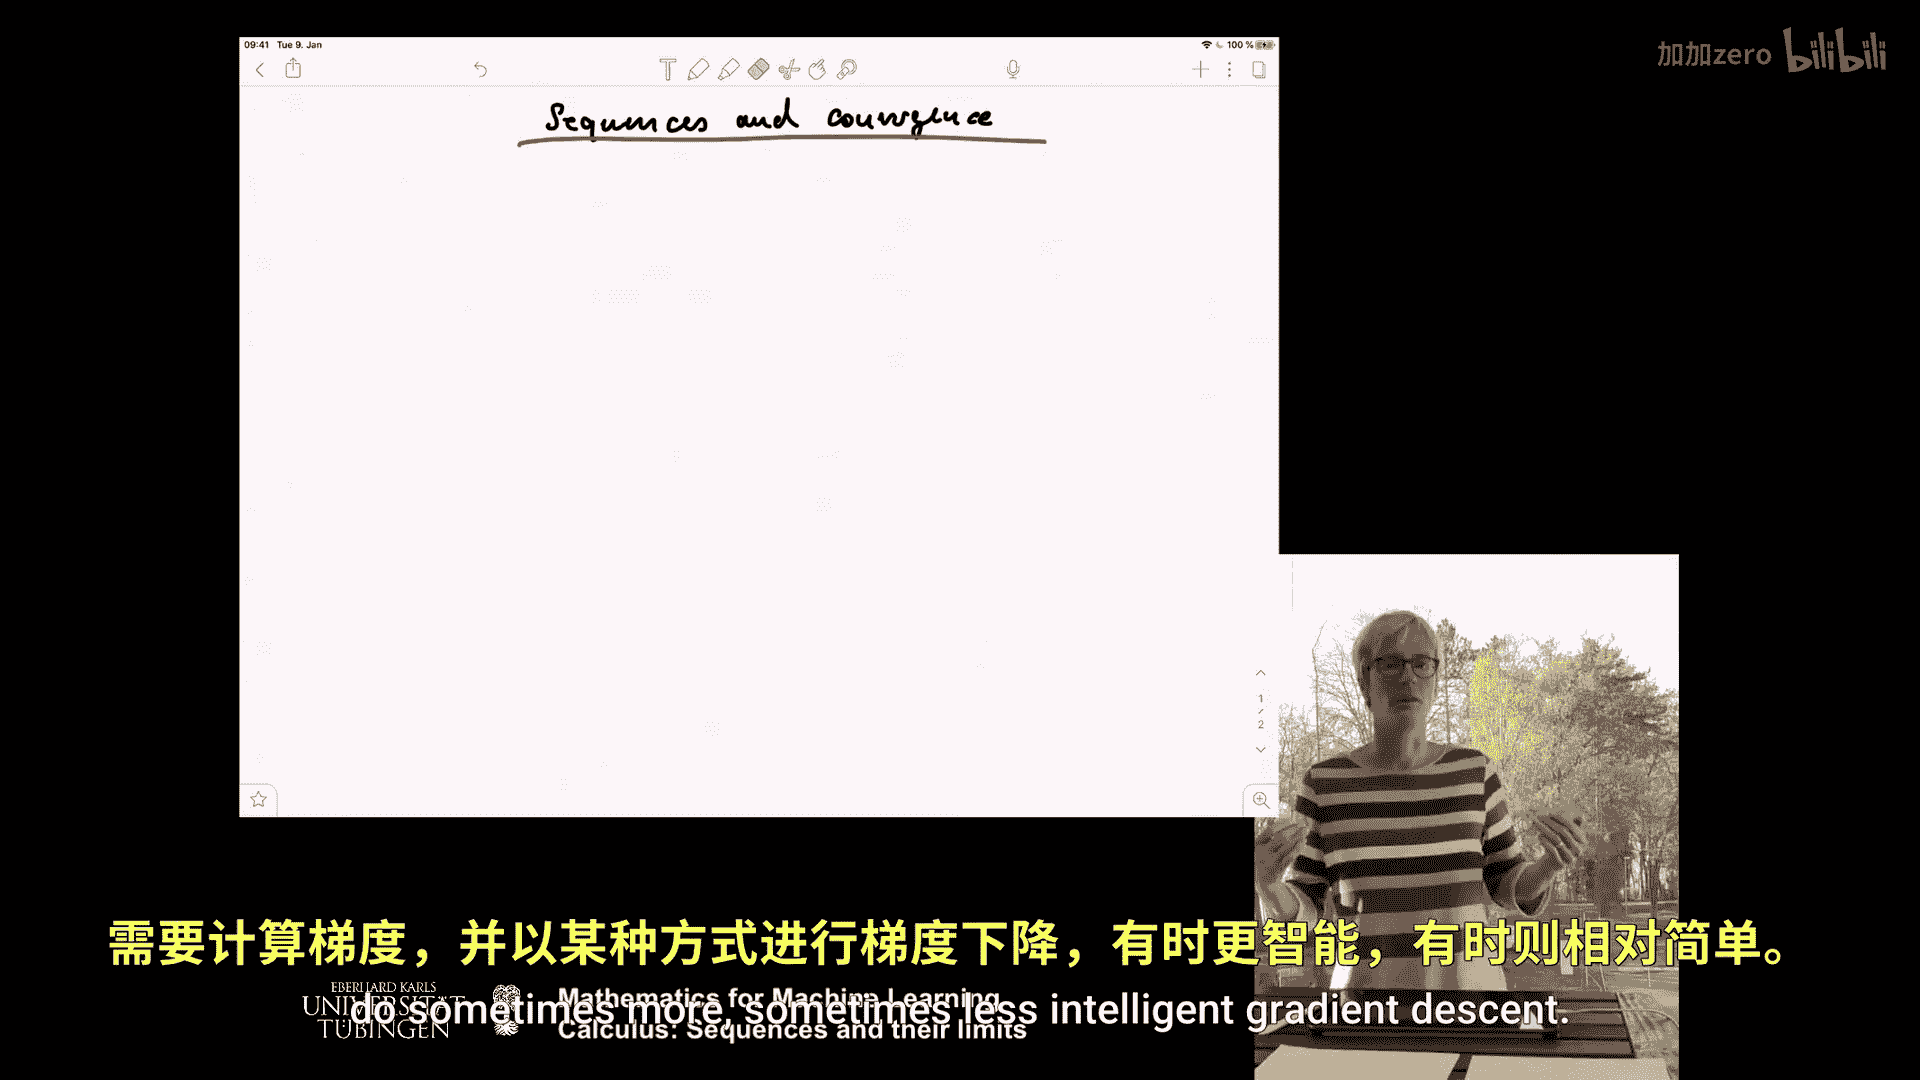 09:41 Tue 9. Jan
100 %
加加zero bilibili
Sequences and convergence
1
2
需要计算梯度，并以某种方式进行梯度下降，有时更智能，有时则相对简单。
EBERHARD KARLS
UNIVERSITÄT
TÜBINGEN
Mathematics for Machine Learning
do sometimes more, sometimes less intelligent gradient descent.
Calculus: Sequences and their limits